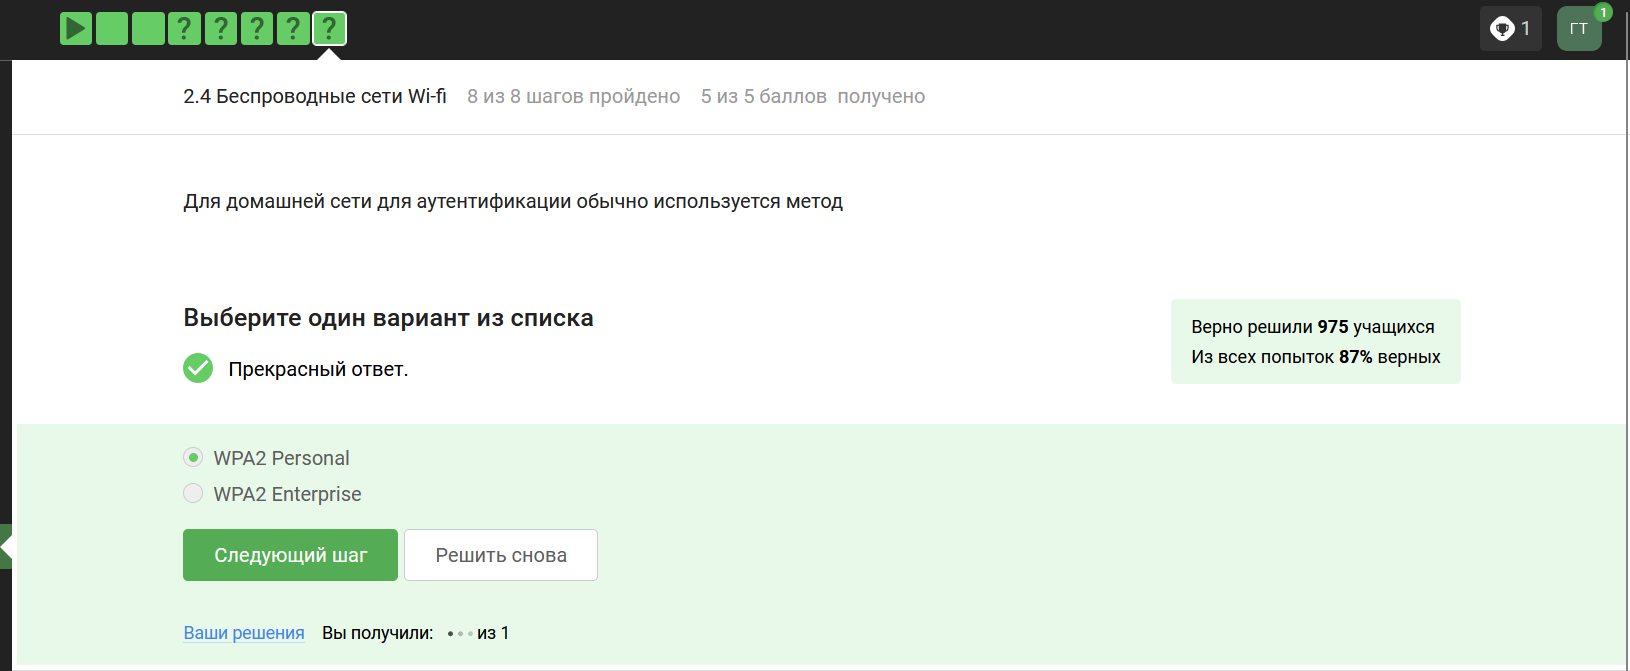 ? ? ? ? ?
1
ГТ
1
2.4 Беспроводные сети Wi-fi 8 из 8 шагов пройдено 5 из 5 баллов получено
Для домашней сети для аутентификации обычно используется метод
Выберите один вариант из списка
Прекрасный ответ.
Верно решили 975 учащихся
Из всех попыток 87% верных
WPA2 Personal
WPA2 Enterprise
Следующий шаг
Решить снова
Ваши решения Вы получили: из 1